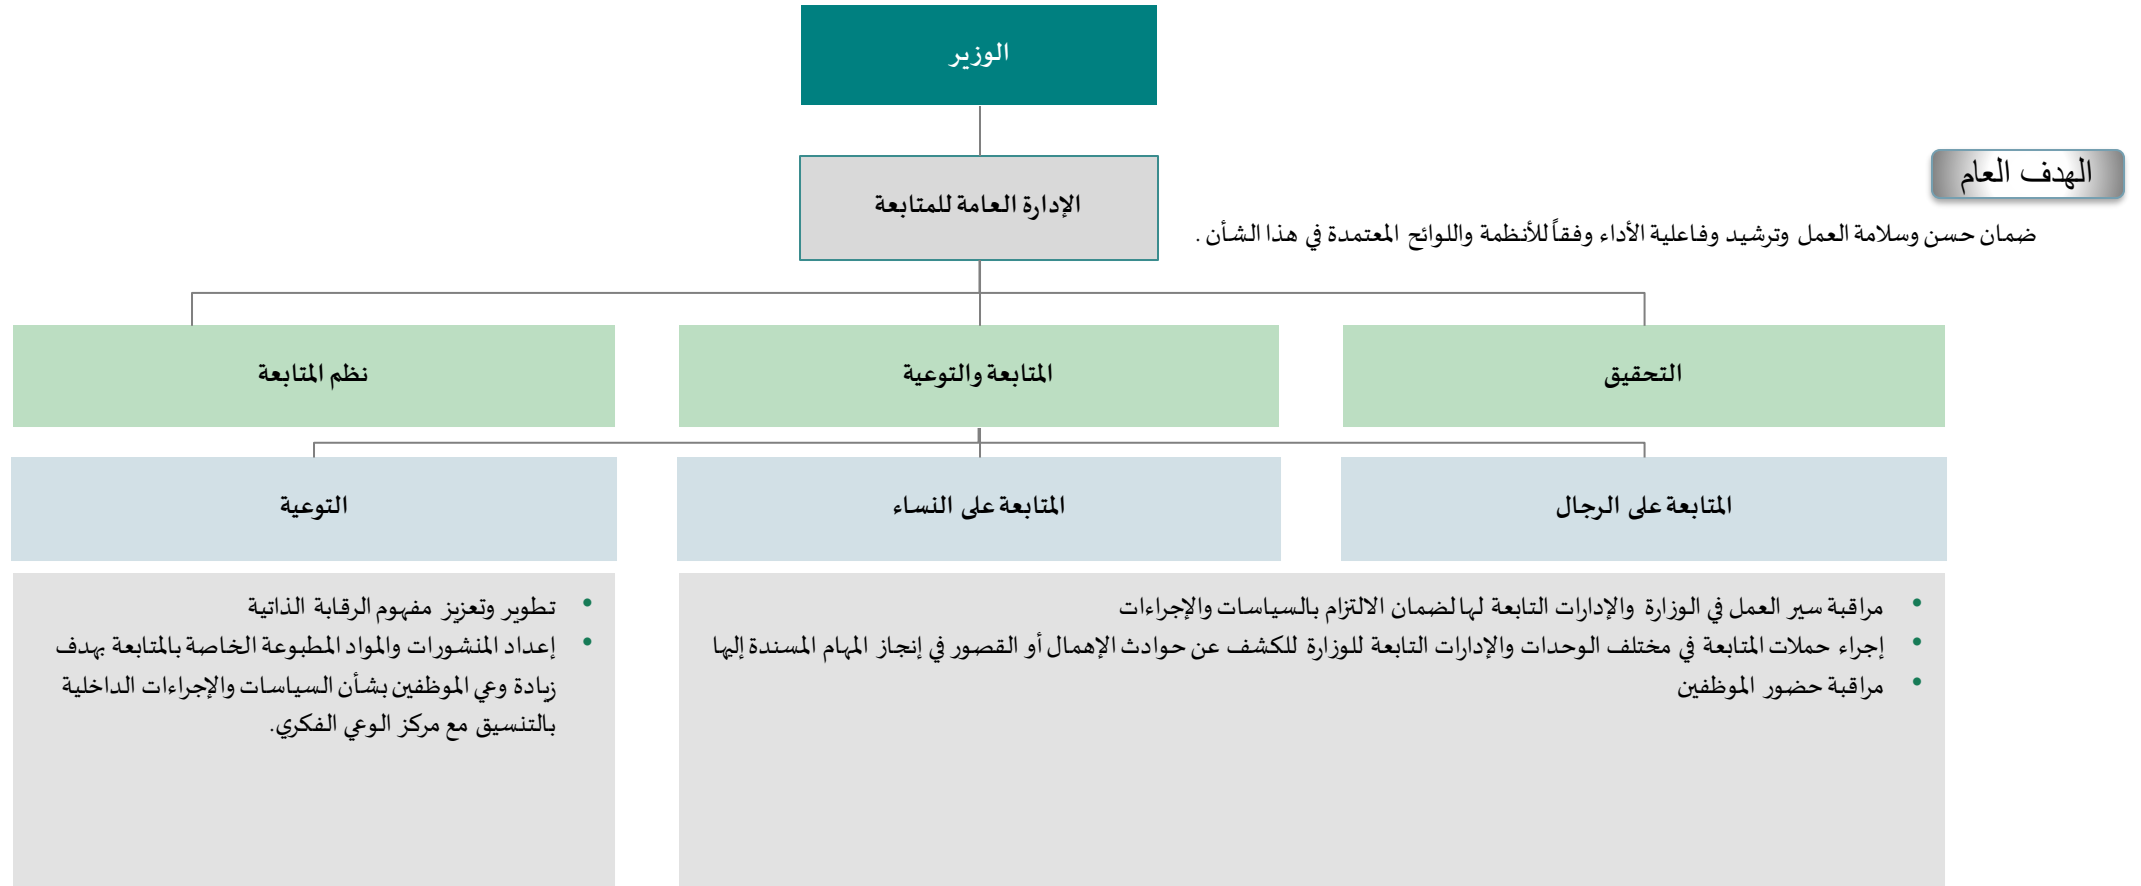 الوزير
الإدارة العامة للمتابعة
الهدف العام
ضمان حسن وسلامة العمل وترشيد وفاعلية الأداء وفقاً للأنظمة واللوائح المعتمدة في هذا الشأن .
التحقيق
المتابعة والتوعية
نظم المتابعة
المتابعة على الرجال
المتابعة على النساء
التوعية
• مراقبة سير العمل في الوزارة والإدارات التابعة لها لضمان الالتزام بالسياسات والإجراءات
• إجراء حملات المتابعة في مختلف الوحدات والإدارات التابعة للوزارة للكشف عن حوادث الإهمال أو القصور في إنجاز المهام المسندة إليها
• مراقبة حضور الموظفين
• تطوير وتعزيز مفهوم الرقابة الذاتية
• إعداد المنشورات والمواد المطبوعة الخاصة بالمتابعة بهدف
زيادة وعي الموظفين بشأن السياسات والإجراءات الداخلية
بالتنسيق مع مركز الوعي الفكري.